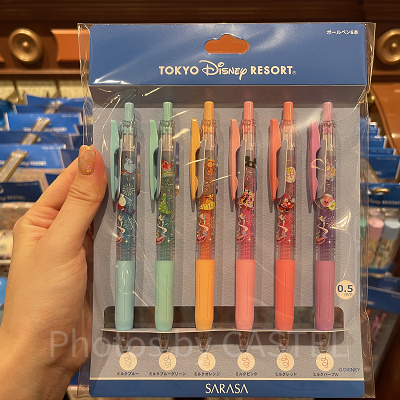 ボールペン6本
TOKYO Disney RESORT®
0.5
Photos by CASTEL
ミルクブルー ミルクブルーグリーン ミルクオレンジ ミルクピンク ミルクレッド ミルクパープル
©DISNEY
SARASA